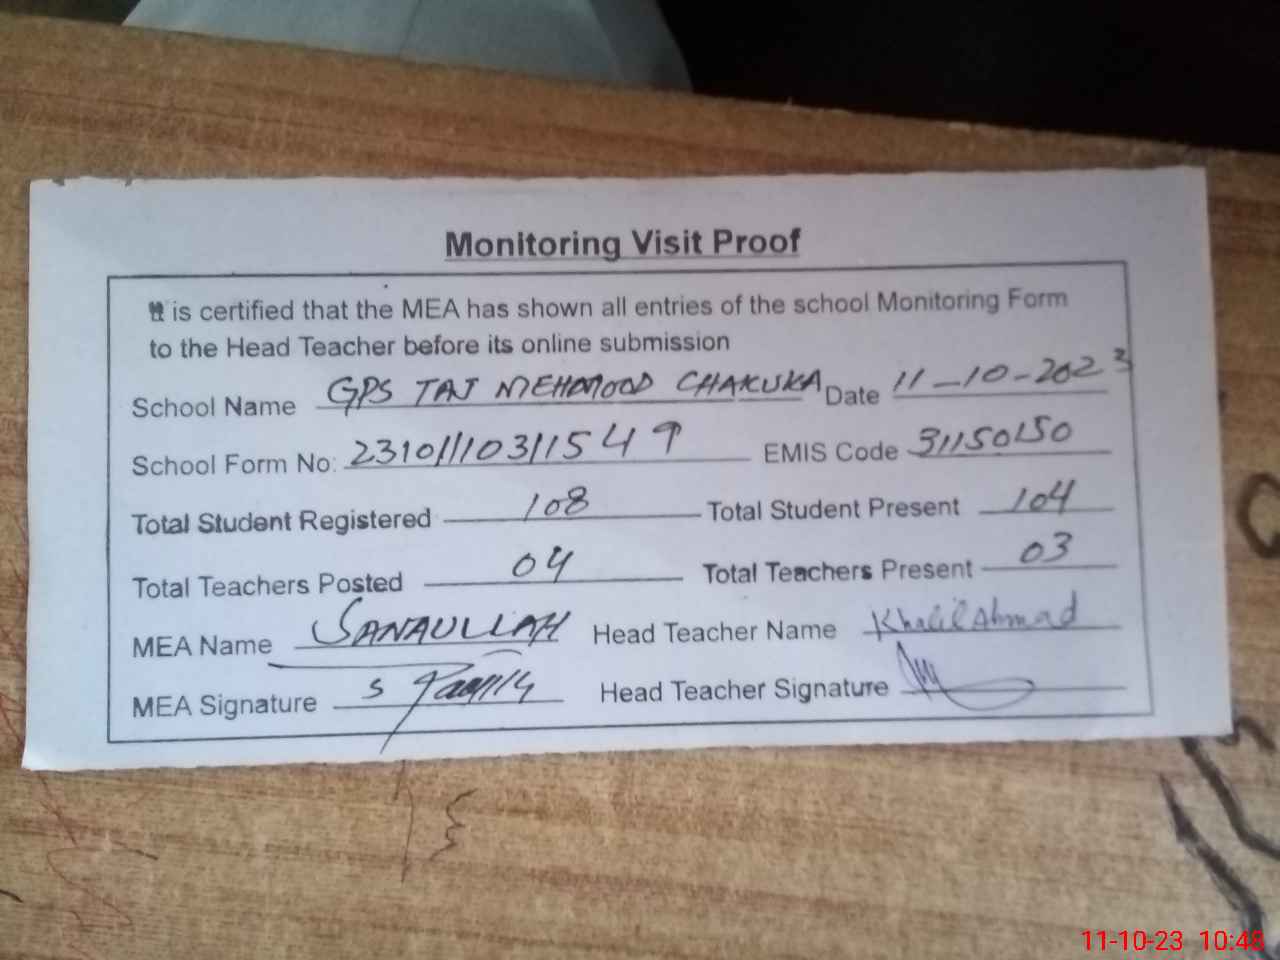 Monitoring Visit Proof
It is certified that the MEA has shown all entries of the school Monitoring Form
to the Head Teacher before its online submission
School Name GPS TAJ MEHMOOD CHAKUKA Date 11-10-2023
School Form No: 23101110311549 EMIS Code 31150150
Total Student Registered 108 Total Student Present 104
Total Teachers Posted 04 Total Teachers Present 03
MEA Name SANAULLAH Head Teacher Name Khalil Ahmad
MEA Signature Head Teacher Signature
11-10-23 10:48